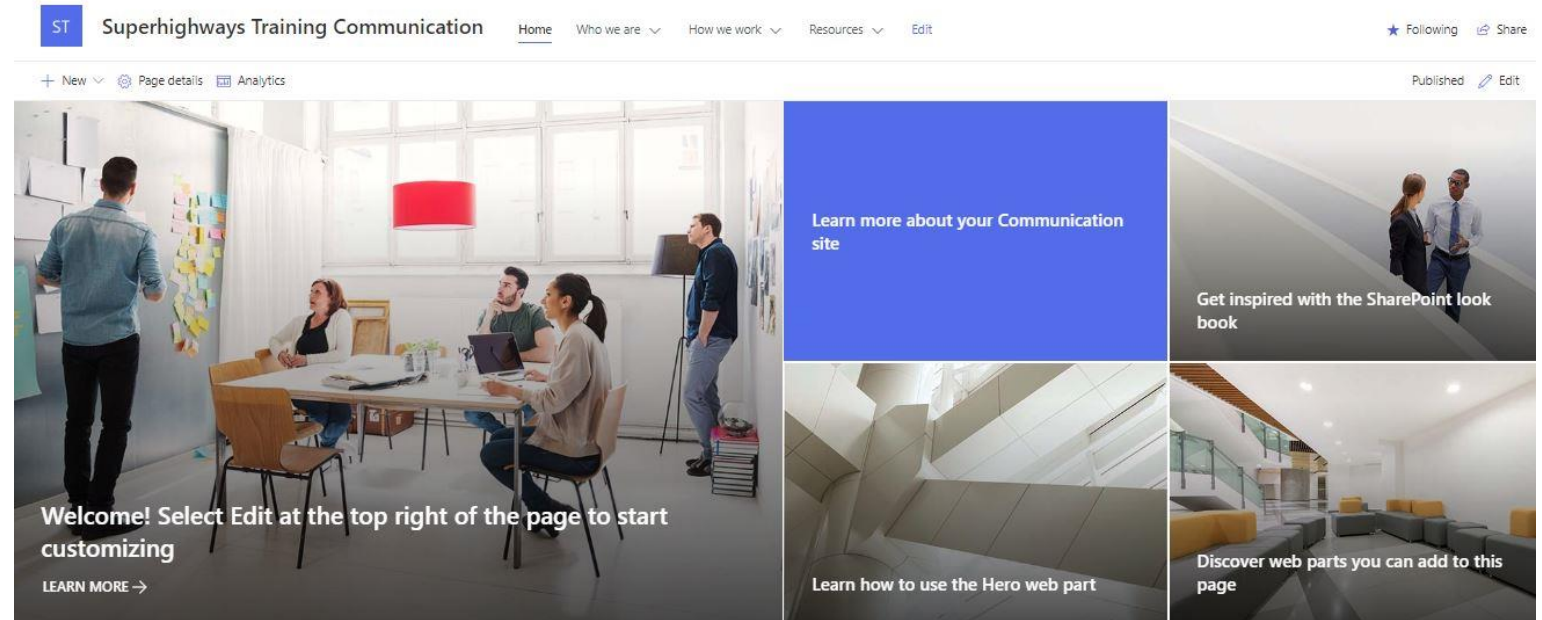 ST Superhighways Training Communication Home Who we are How we work Resources Edit Following Share
New Page details Analytics Published Edit
Welcome! Select Edit at the top right of the page to start
customizing
LEARN MORE →
Learn more about your Communication
site
Get inspired with the SharePoint look
book
Learn how to use the Hero web part
Discover web parts you can add to this
page